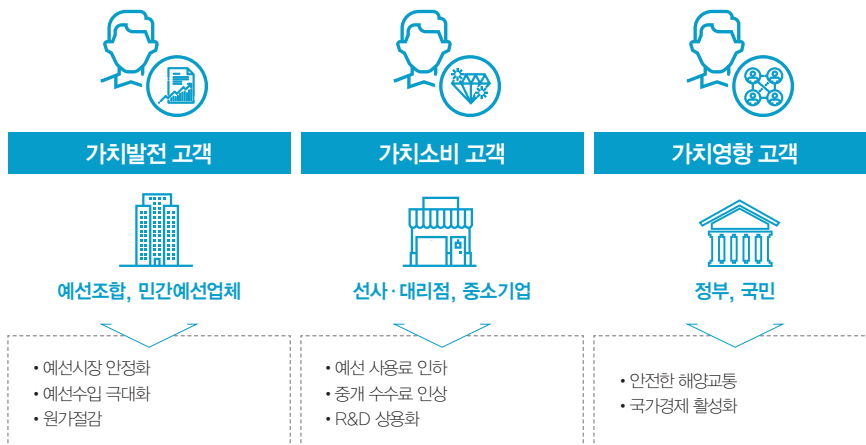 가치발전 고객
가치소비 고객
가치영향 고객
예선조합, 민간예선업체
선사·대리점, 중소기업
정부, 국민
• 예선시장 안정화
• 예선수입 극대화
• 원가절감
• 예선 사용료 인하
• 중개 수수료 인상
• R&D 상용화
• 안전한 해양교통
• 국가경제 활성화